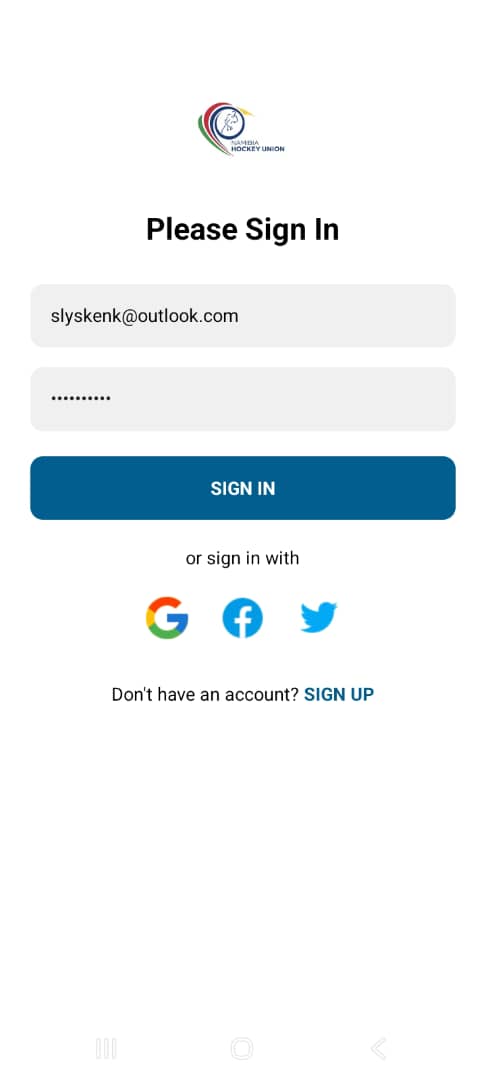 NAMIBIA
HOCKEY UNION
Please Sign In
slyskenk@outlook.com
••••••••••
SIGN IN
or sign in with
Don't have an account? SIGN UP